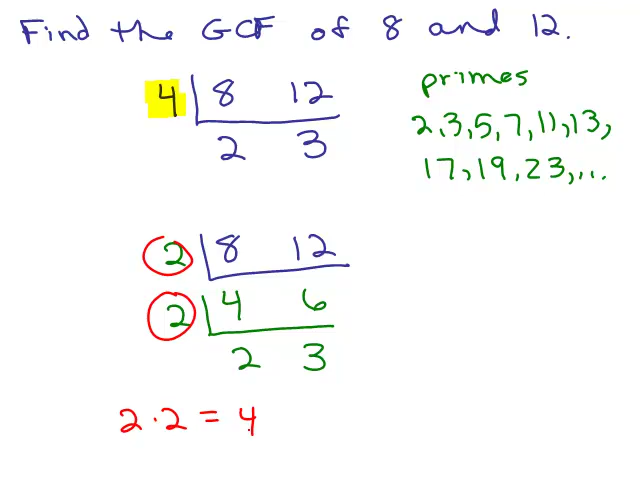 Find the GCF of 8 and 12.
4 8 12
2 3
primes
2, 3, 5, 7, 11, 13,
17, 19, 23, ...
2 8 12
2 4 6
2 3
2 · 2 = 4